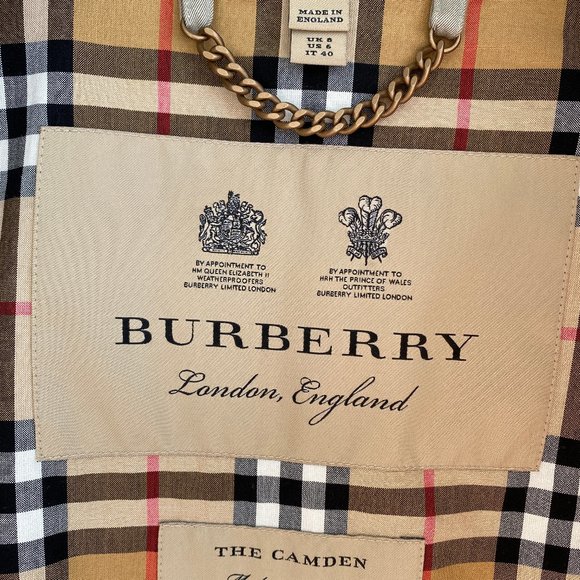 MADE IN
ENGLAND
UK 8
US 6
IT 40
BY APPOINTMENT TO
HM QUEEN ELIZABETH II
WEATHERPROOFERS
BURBERRY LIMITED LONDON
BY APPOINTMENT TO
HRH THE PRINCE OF WALES
OUTFITTERS
BURBERRY LIMITED LONDON
BURBERRY
London, England
THE CAMDEN